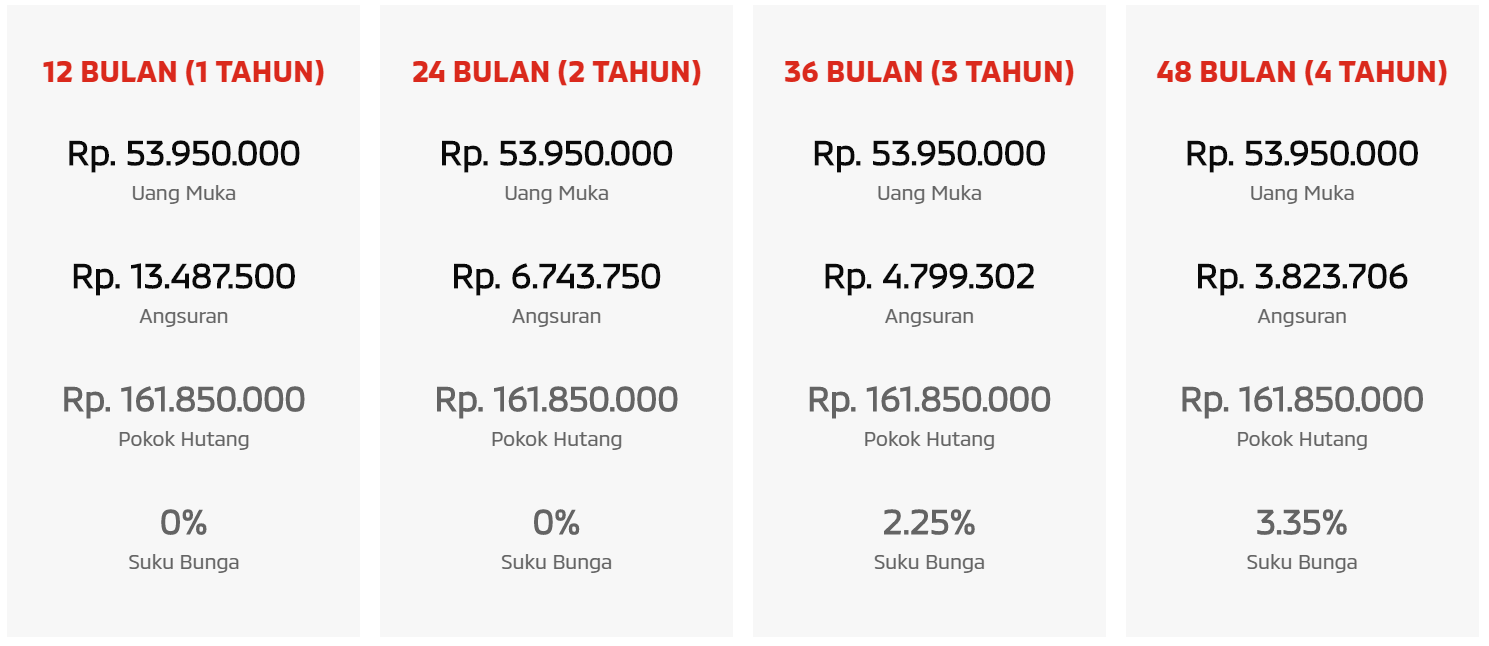 12 BULAN (1 TAHUN)
Rp. 53.950.000
Uang Muka
Rp. 13.487.500
Angsuran
Rp. 161.850.000
Pokok Hutang
0%
Suku Bunga
24 BULAN (2 TAHUN)
Rp. 53.950.000
Uang Muka
Rp. 6.743.750
Angsuran
Rp. 161.850.000
Pokok Hutang
0%
Suku Bunga
36 BULAN (3 TAHUN)
Rp. 53.950.000
Uang Muka
Rp. 4.799.302
Angsuran
Rp. 161.850.000
Pokok Hutang
2.25%
Suku Bunga
48 BULAN (4 TAHUN)
Rp. 53.950.000
Uang Muka
Rp. 3.823.706
Angsuran
Rp. 161.850.000
Pokok Hutang
3.35%
Suku Bunga